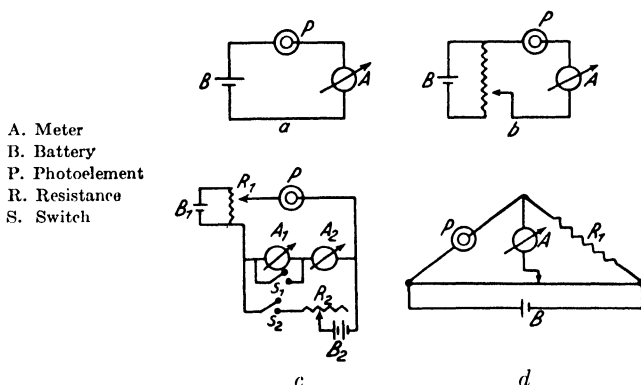 P
B
A
a
P
B
A
b
A. Meter
B. Battery
P. Photoelement
R. Resistance
S. Switch
R1
P
B1
A1
A2
S1
R2
S2
B2
c
P
A
R1
B
d